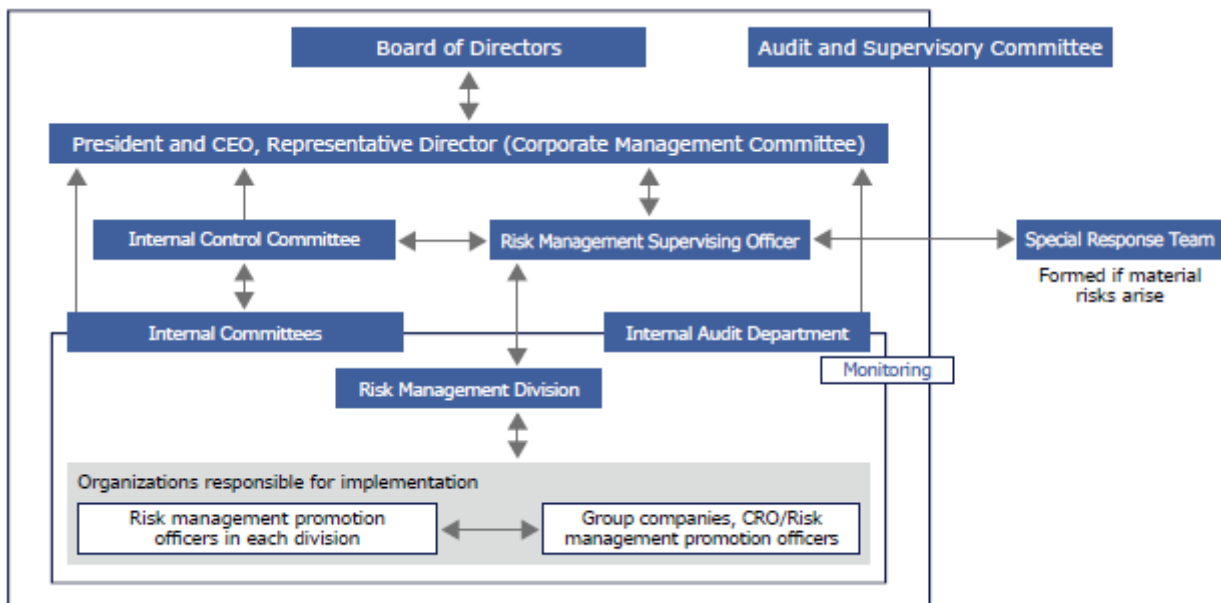 Board of Directors
Audit and Supervisory Committee
President and CEO, Representative Director (Corporate Management Committee)
Internal Control Committee
Risk Management Supervising Officer
Special Response Team
Formed if material
risks arise
Internal Committees
Internal Audit Department
Monitoring
Risk Management Division
Organizations responsible for implementation
Risk management promotion
officers in each division
Group companies, CRO/Risk
management promotion officers